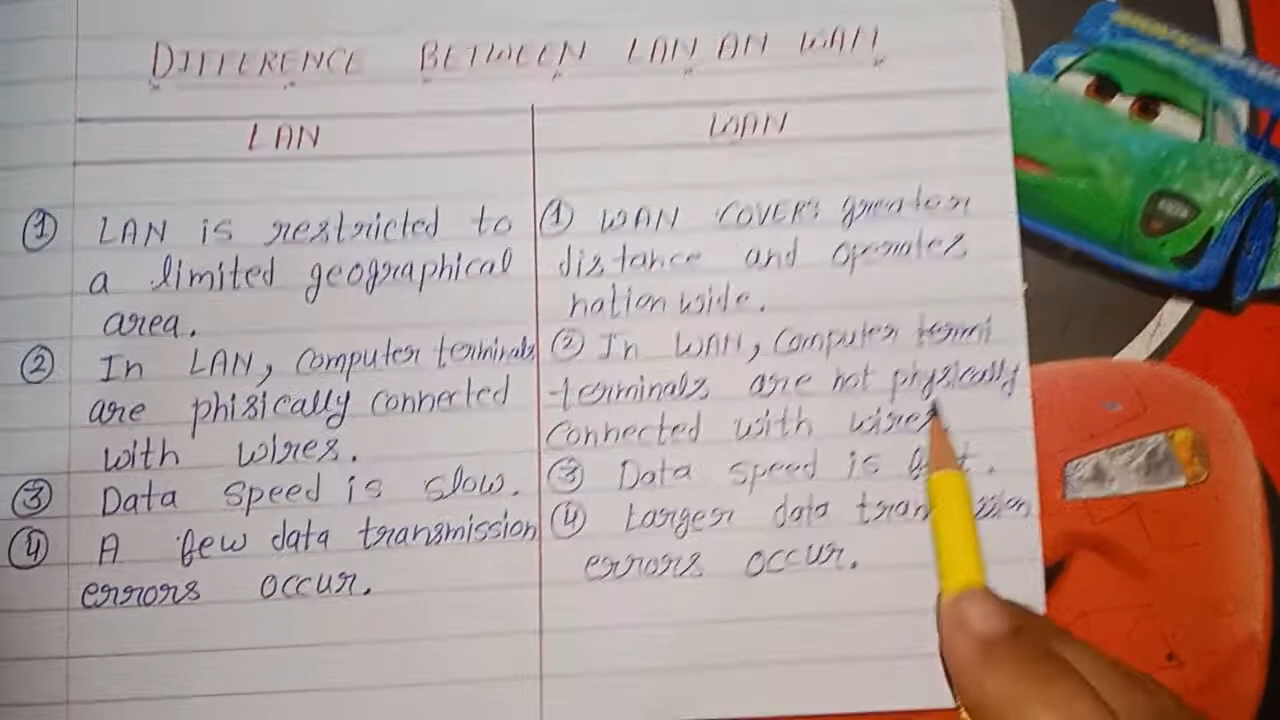 DIFFERENCE BETWEEN LAN AN WAN
LAN
① LAN is restricted to
a limited geographical
area.
② In LAN, computer terminals
are phisically connected
with wires.
③ Data speed is slow.
④ A few data transmission
errors occur.
WAN
① WAN COVERS greater
distance and operates
nation wide.
② In WAN, computer termi
-terminals are not physically
connected with wires
③ Data speed is
④ Larger data
errors occur.